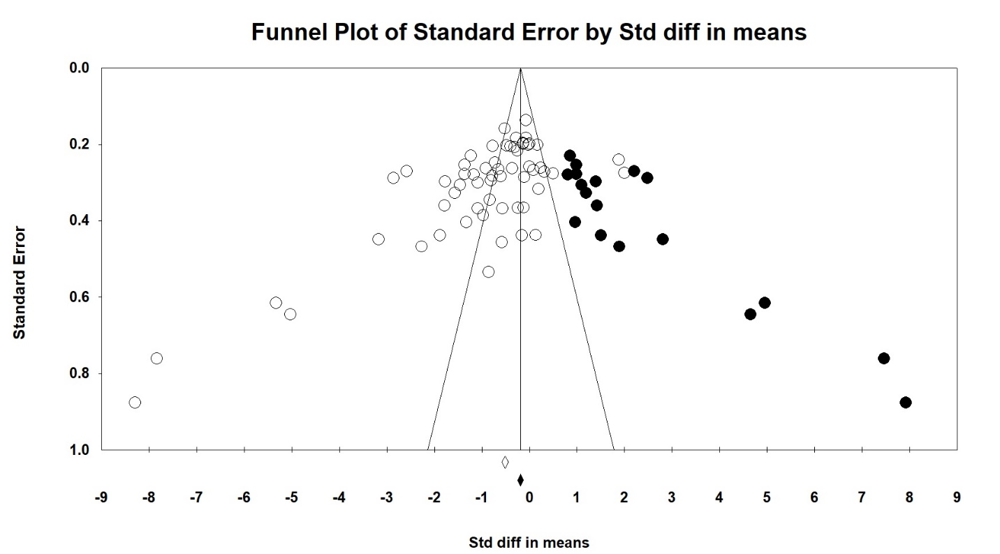 Funnel Plot of Standard Error by Std diff in means
0.0
0.2
0.4
0.6
0.8
1.0
Standard Error
-9 -8 -7 -6 -5 -4 -3 -2 -1 0 1 2 3 4 5 6 7 8 9
Std diff in means